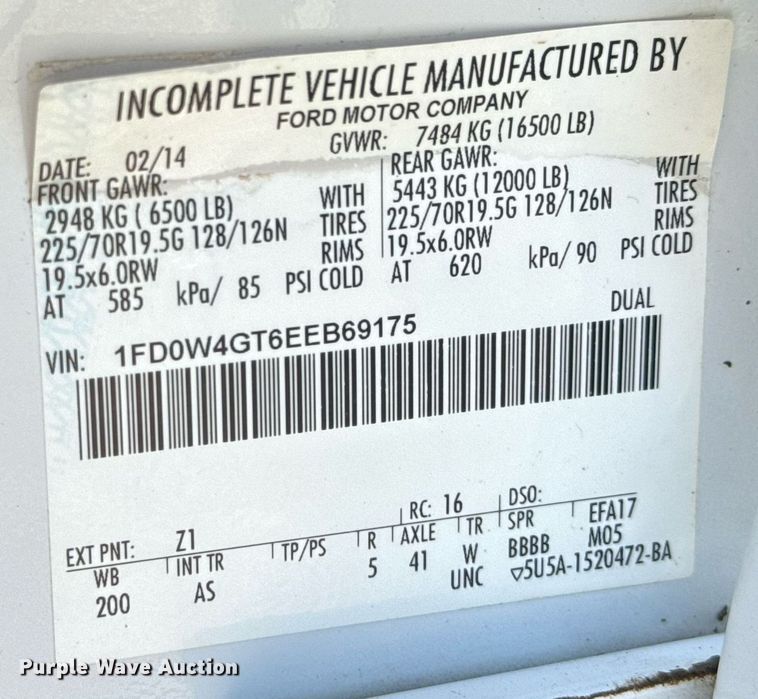 INCOMPLETE VEHICLE MANUFACTURED BY
FORD MOTOR COMPANY
DATE: 02/14 GVWR: 7484 KG (16500 LB)
FRONT GAWR: REAR GAWR:
2948 KG ( 6500 LB) WITH 5443 KG (12000 LB) WITH
225/70R19.5G 128/126N TIRES 225/70R19.5G 128/126N TIRES
19.5x6.0RW RIMS 19.5x6.0RW RIMS
AT 585 kPa/ 85 PSI COLD AT 620 kPa/ 90 PSI COLD
DUAL
VIN: 1FD0W4GT6EEB69175
EXT PNT: Z1 RC: 16 DSO:
WB INT TR TP/PS R AXLE TR SPR EFA17
200 AS 5 41 W BBBB M05
UNC ▽5U5A-1520472-BA
Purple Wave Auction